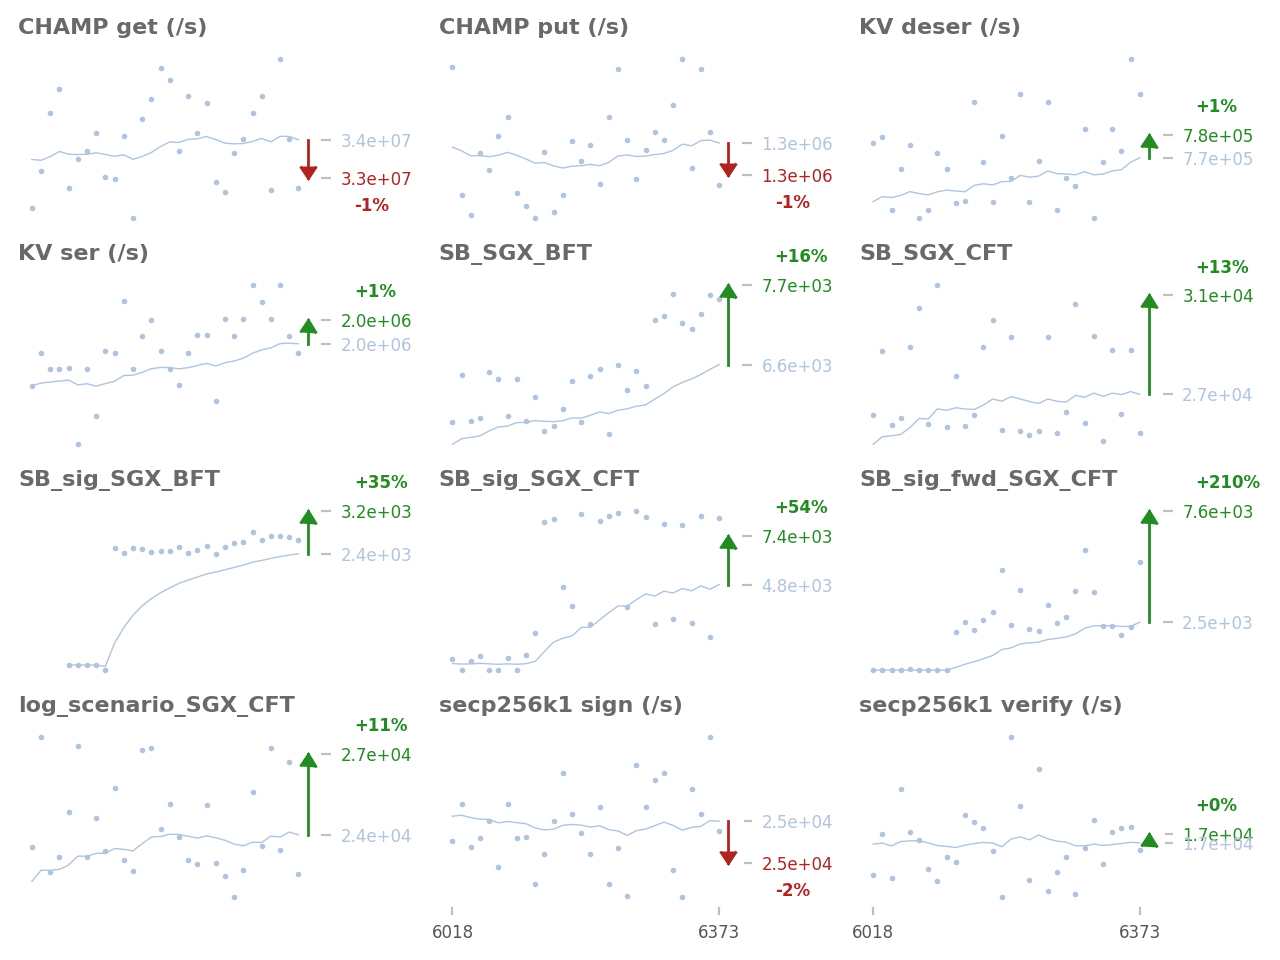 CHAMP get (/s)
3.4e+07
3.3e+07
-1%
CHAMP put (/s)
1.3e+06
1.3e+06
-1%
KV deser (/s)
+1%
7.8e+05
7.7e+05
KV ser (/s)
+1%
2.0e+06
2.0e+06
SB_SGX_BFT
+16%
7.7e+03
6.6e+03
SB_SGX_CFT
+13%
3.1e+04
2.7e+04
SB_sig_SGX_BFT
+35%
3.2e+03
2.4e+03
SB_sig_SGX_CFT
+54%
7.4e+03
4.8e+03
SB_sig_fwd_SGX_CFT
+210%
7.6e+03
2.5e+03
log_scenario_SGX_CFT
+11%
2.7e+04
2.4e+04
secp256k1 sign (/s)
2.5e+04
2.5e+04
-2%
6018
6373
secp256k1 verify (/s)
+0%
1.7e+04
1.7e+04
6018
6373